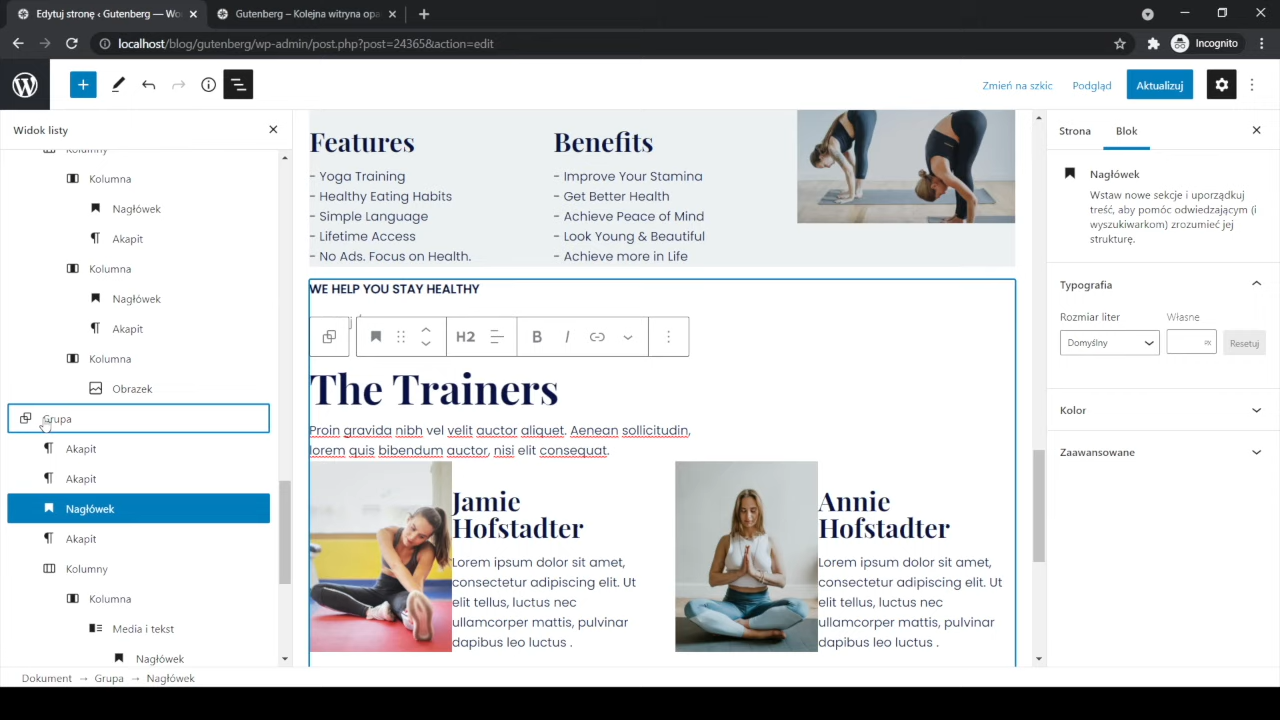 Edytuj stronę ‹ Gutenberg — Wo
Gutenberg – Kolejna witryna opa
localhost/blog/gutenberg/wp-admin/post.php?post=24365&action=edit
Incognito
Zmień na szkic
Podgląd
Aktualizuj
Widok listy
Kolumny
Kolumna
Nagłówek
Akapit
Kolumna
Nagłówek
Akapit
Kolumna
Obrazek
Grupa
Akapit
Akapit
Nagłówek
Akapit
Kolumny
Kolumna
Media i tekst
Nagłówek
Features
- Yoga Training
- Healthy Eating Habits
- Simple Language
- Lifetime Access
- No Ads. Focus on Health.
Benefits
- Improve Your Stamina
- Get Better Health
- Achieve Peace of Mind
- Look Young & Beautiful
- Achieve more in Life
WE HELP YOU STAY HEALTHY
H2
B
I
The Trainers
Proin gravida nibh vel velit auctor aliquet. Aenean sollicitudin,
lorem quis bibendum auctor, nisi elit consequat.
Jamie
Hofstadter
Lorem ipsum dolor sit amet,
consectetur adipiscing elit. Ut
elit tellus, luctus nec
ullamcorper mattis, pulvinar
dapibus leo luctus .
Annie
Hofstadter
Lorem ipsum dolor sit amet,
consectetur adipiscing elit. Ut
elit tellus, luctus nec
ullamcorper mattis, pulvinar
dapibus leo luctus .
Strona
Blok
Nagłówek
Wstaw nowe sekcje i uporządkuj
treść, aby pomóc odwiedzającym (i
wyszukiwarkom) zrozumieć jej
strukturę.
Typografia
Rozmiar liter
Własne
Domyślny
px
Resetuj
Kolor
Zaawansowane
Dokument → Grupa → Nagłówek